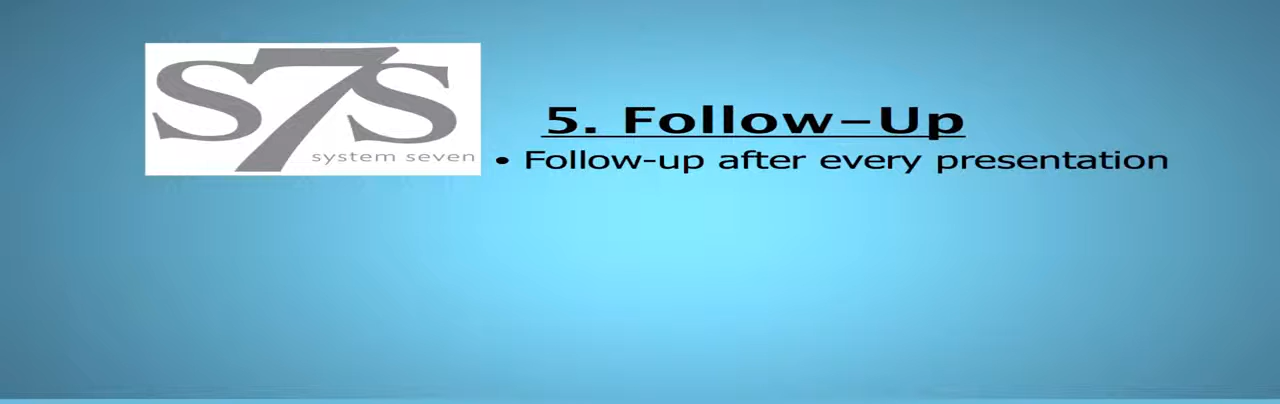 S7S
system seven
5. Follow-Up
• Follow-up after every presentation